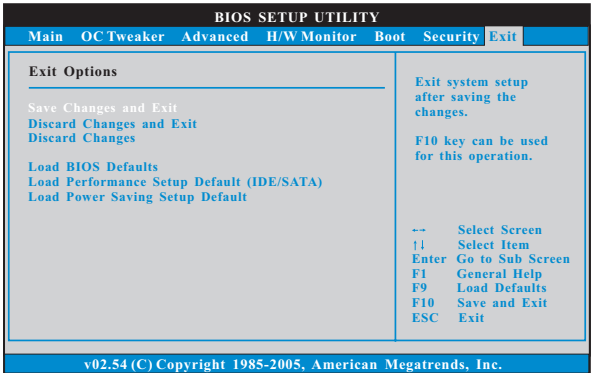 BIOS SETUP UTILITY
Main OC Tweaker Advanced H/W Monitor Boot Security Exit
Exit Options
Save Changes and Exit
Discard Changes and Exit
Discard Changes
Load BIOS Defaults
Load Performance Setup Default (IDE/SATA)
Load Power Saving Setup Default
Exit system setup
after saving the
changes.
F10 key can be used
for this operation.
←→ Select Screen
↑↓ Select Item
Enter Go to Sub Screen
F1 General Help
F9 Load Defaults
F10 Save and Exit
ESC Exit
v02.54 (C) Copyright 1985-2005, American Megatrends, Inc.